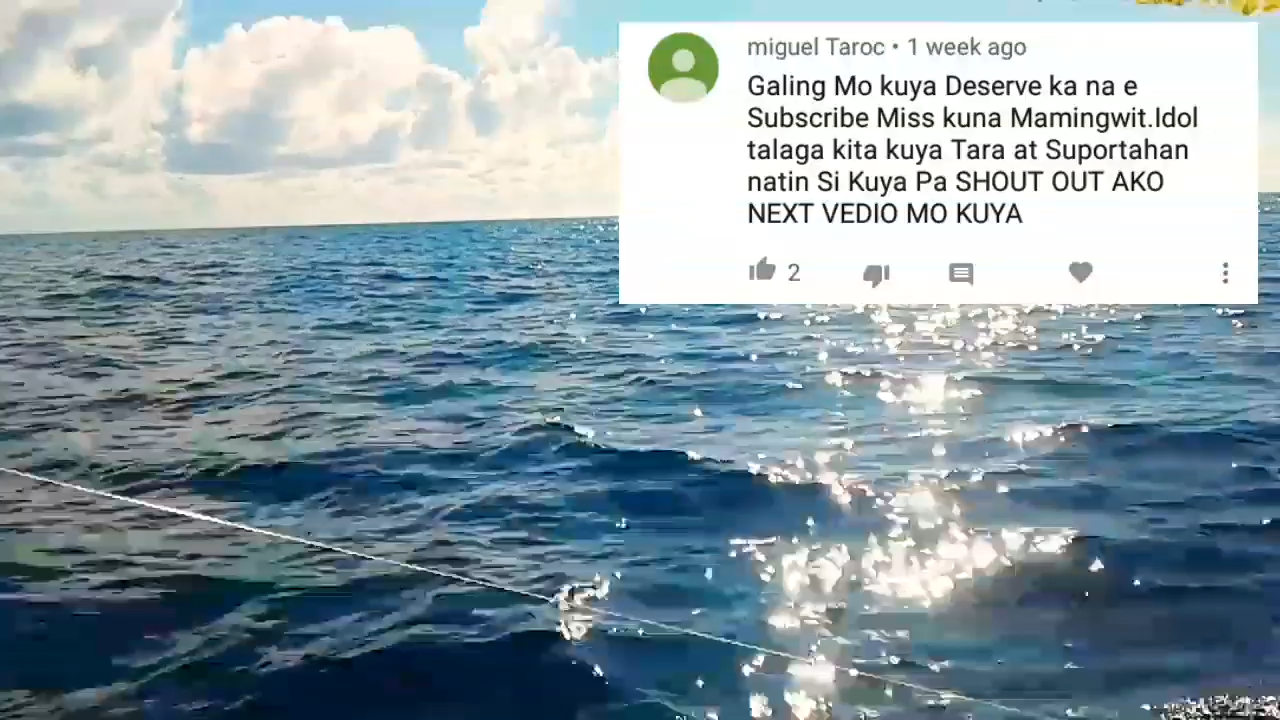 miguel Taroc • 1 week ago
Galing Mo kuya Deserve ka na e
Subscribe Miss kuna Mamingwit.Idol
talaga kita kuya Tara at Suportahan
natin Si Kuya Pa SHOUT OUT AKO
NEXT VEDIO MO KUYA
2